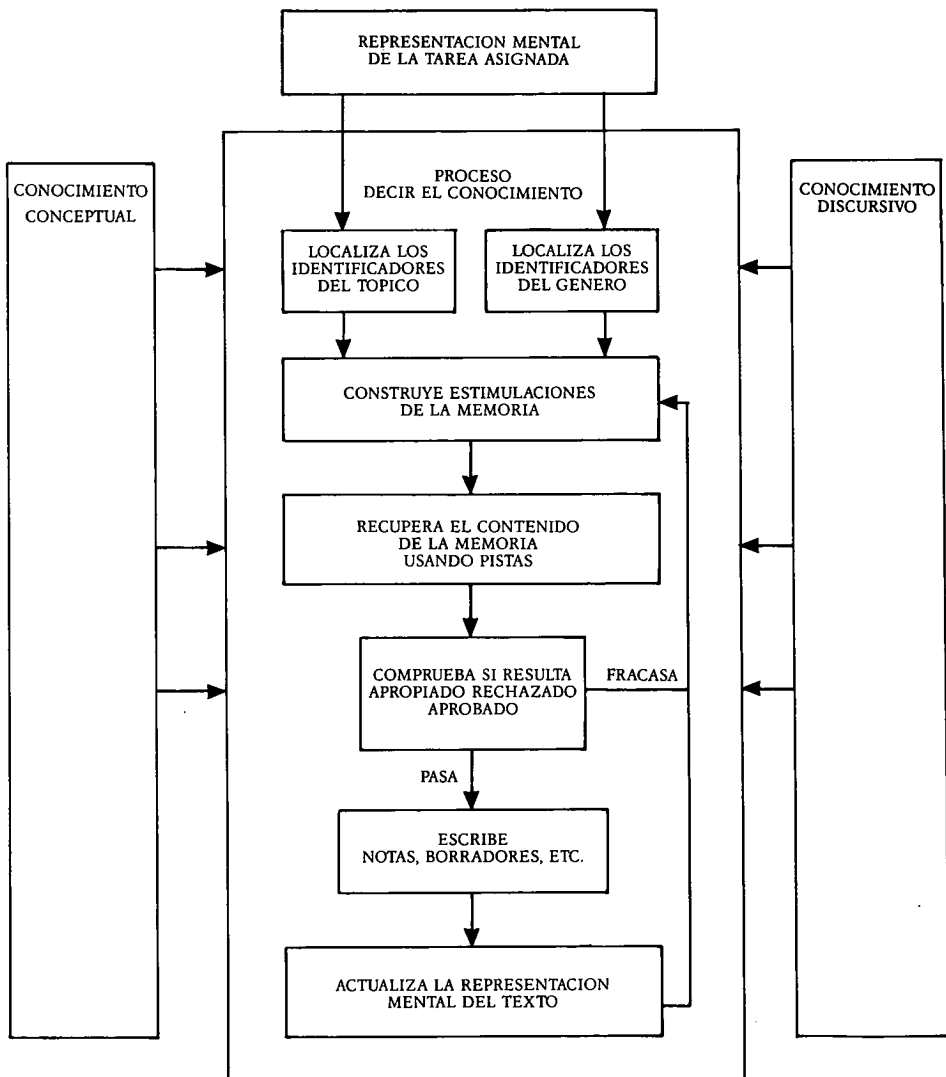 REPRESENTACION MENTAL
DE LA TAREA ASIGNADA
CONOCIMIENTO
CONCEPTUAL
PROCESO
DECIR EL CONOCIMIENTO
CONOCIMIENTO
DISCURSIVO
LOCALIZA LOS
IDENTIFICADORES
DEL TOPICO
LOCALIZA LOS
IDENTIFICADORES
DEL GENERO
CONSTRUYE ESTIMULACIONES
DE LA MEMORIA
RECUPERA EL CONTENIDO
DE LA MEMORIA
USANDO PISTAS
COMPRUEBA SI RESULTA
APROPIADO RECHAZADO
APROBADO
FRACASA
PASA
ESCRIBE
NOTAS, BORRADORES, ETC.
ACTUALIZA LA REPRESENTACION
MENTAL DEL TEXTO